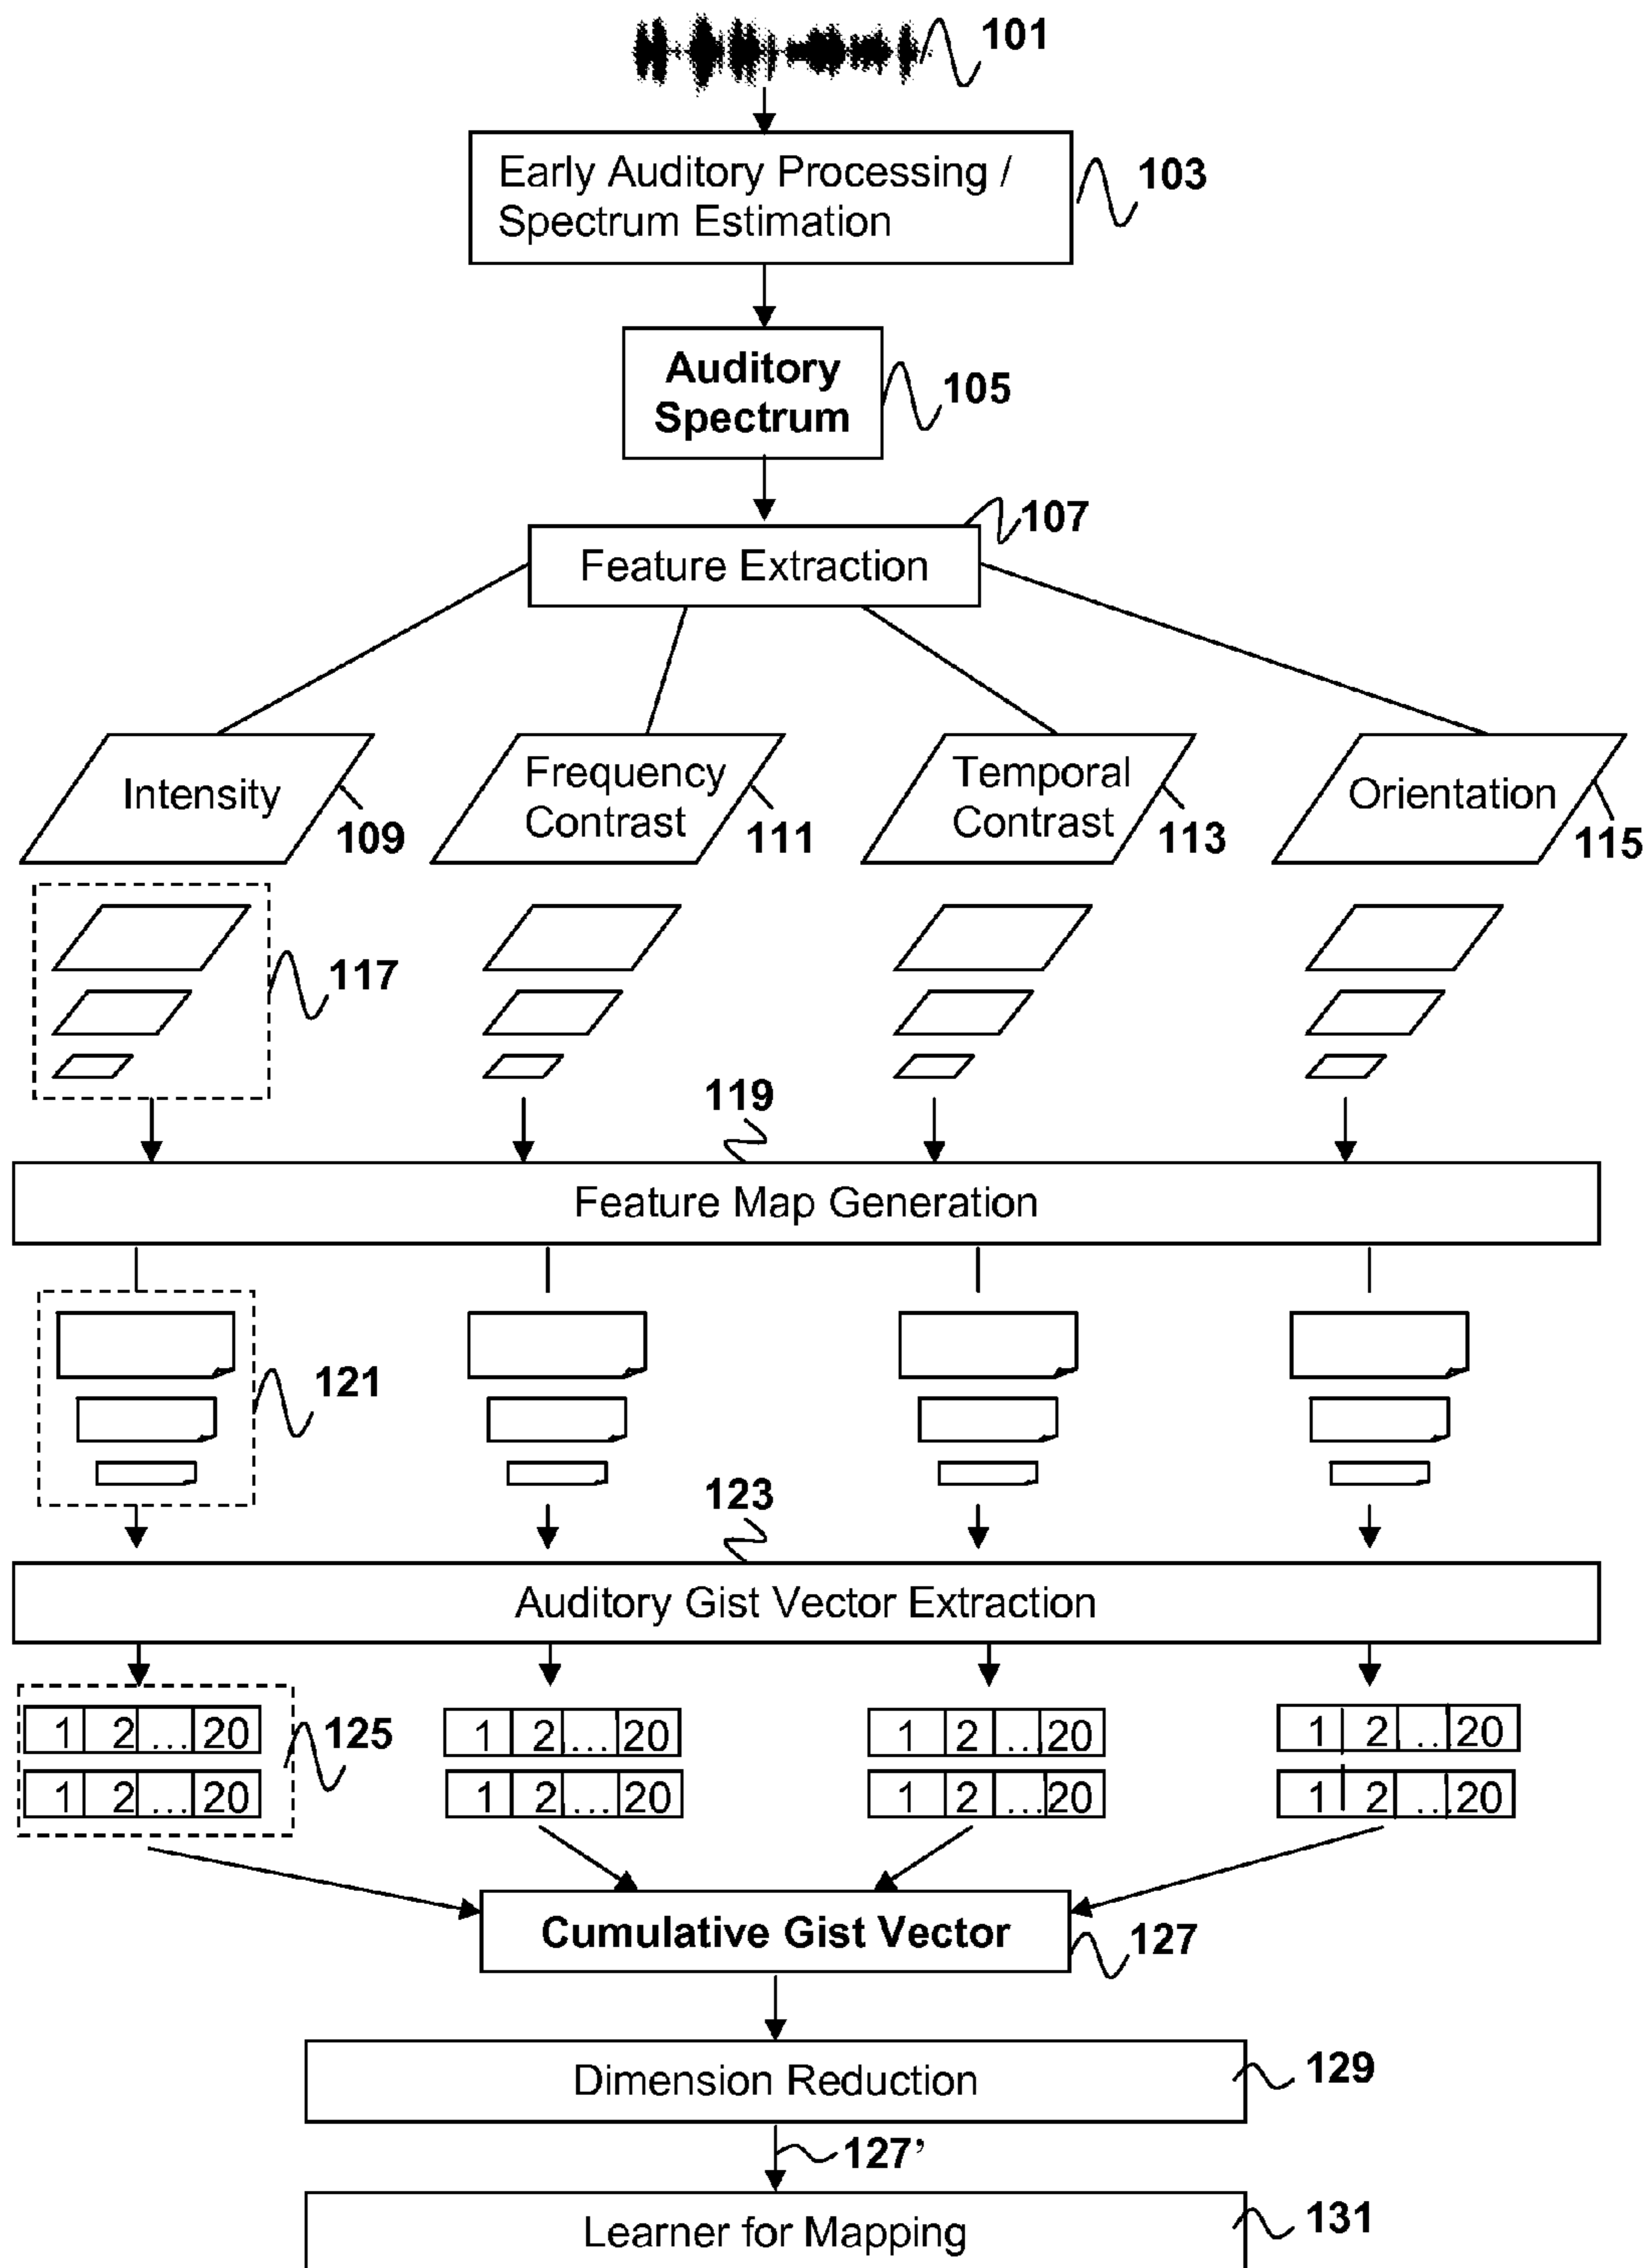 101
Early Auditory Processing /
Spectrum Estimation
103
Auditory
Spectrum
105
107
Feature Extraction
Intensity
109
Frequency
Contrast
111
Temporal
Contrast
113
Orientation
115
117
119
Feature Map Generation
121
123
Auditory Gist Vector Extraction
1 2 ... 20
1 2 ... 20
125
1 2 ... 20
1 2 ... 20
1 2 ... 20
1 2 ... 20
1 2 ... 20
1 2 ... 20
Cumulative Gist Vector
127
Dimension Reduction
129
127’
Learner for Mapping
131